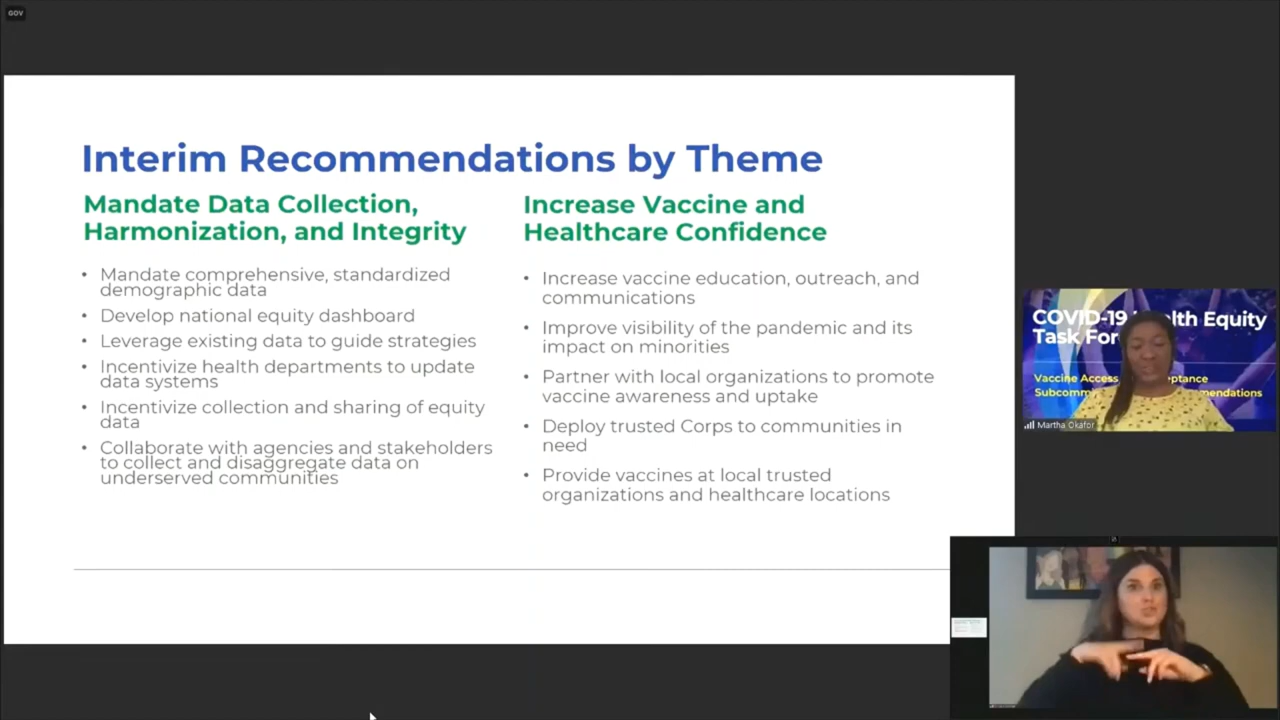 GOV
Interim Recommendations by Theme
Mandate Data Collection,
Harmonization, and Integrity
• Mandate comprehensive, standardized
demographic data
• Develop national equity dashboard
• Leverage existing data to guide strategies
• Incentivize health departments to update
data systems
• Incentivize collection and sharing of equity
data
• Collaborate with agencies and stakeholders
to collect and disaggregate data on
underserved communities
Increase Vaccine and
Healthcare Confidence
• Increase vaccine education, outreach, and
communications
• Improve visibility of the pandemic and its
impact on minorities
• Partner with local organizations to promote
vaccine awareness and uptake
• Deploy trusted Corps to communities in
need
• Provide vaccines at local trusted
organizations and healthcare locations
COVID-19 Equity
Task
Vaccine Access
Martha Okafor